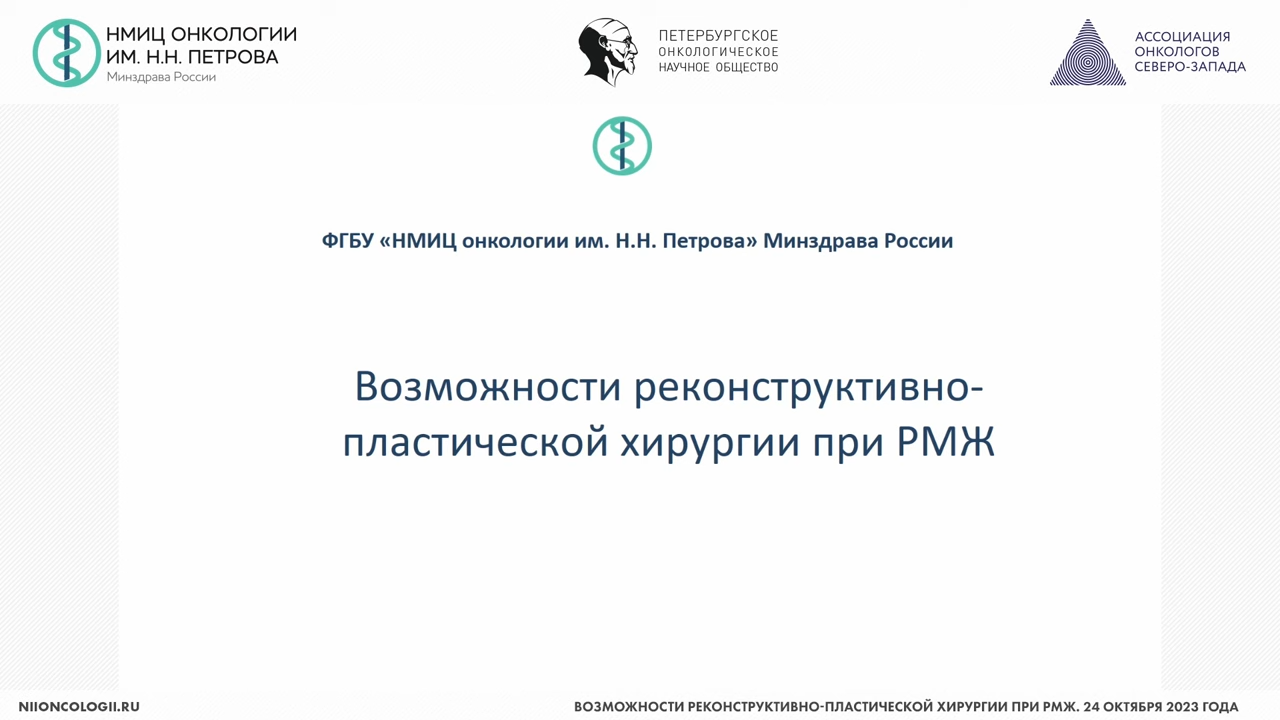 НМИЦ ОНКОЛОГИИ
ИМ. Н.Н. ПЕТРОВА
Минздрава России
ПЕТЕРБУРГСКОЕ
ОНКОЛОГИЧЕСКОЕ
НАУЧНОЕ ОБЩЕСТВО
АССОЦИАЦИЯ
ОНКОЛОГОВ
СЕВЕРО-ЗАПАДА
ФГБУ «НМИЦ онкологии им. Н.Н. Петрова» Минздрава России
Возможности реконструктивно-
пластической хирургии при РМЖ
NIIONCOLOGII.RU
ВОЗМОЖНОСТИ РЕКОНСТРУКТИВНО-ПЛАСТИЧЕСКОЙ ХИРУРГИИ ПРИ РМЖ. 24 ОКТЯБРЯ 2023 ГОДА